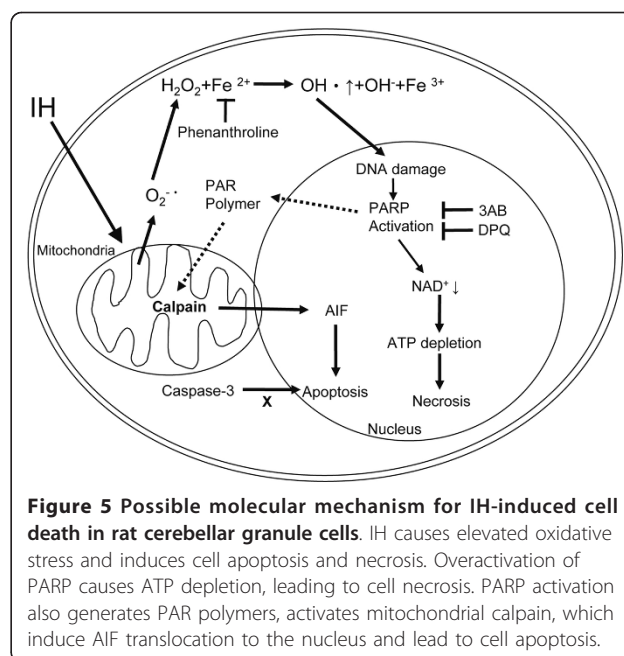 H₂O₂+Fe ²⁺ OH · ↑+OH⁻+Fe ³⁺
IH
Phenanthroline
DNA damage
O₂⁻·
PAR
Polymer
PARP
Activation
3AB
DPQ
Mitochondria
NAD⁺ ↓
Calpain
AIF
ATP depletion
Caspase-3
X
Apoptosis
Necrosis
Nucleus
Figure 5 Possible molecular mechanism for IH-induced cell
death in rat cerebellar granule cells. IH causes elevated oxidative
stress and induces cell apoptosis and necrosis. Overactivation of
PARP causes ATP depletion, leading to cell necrosis. PARP activation
also generates PAR polymers, activates mitochondrial calpain, which
induce AIF translocation to the nucleus and lead to cell apoptosis.